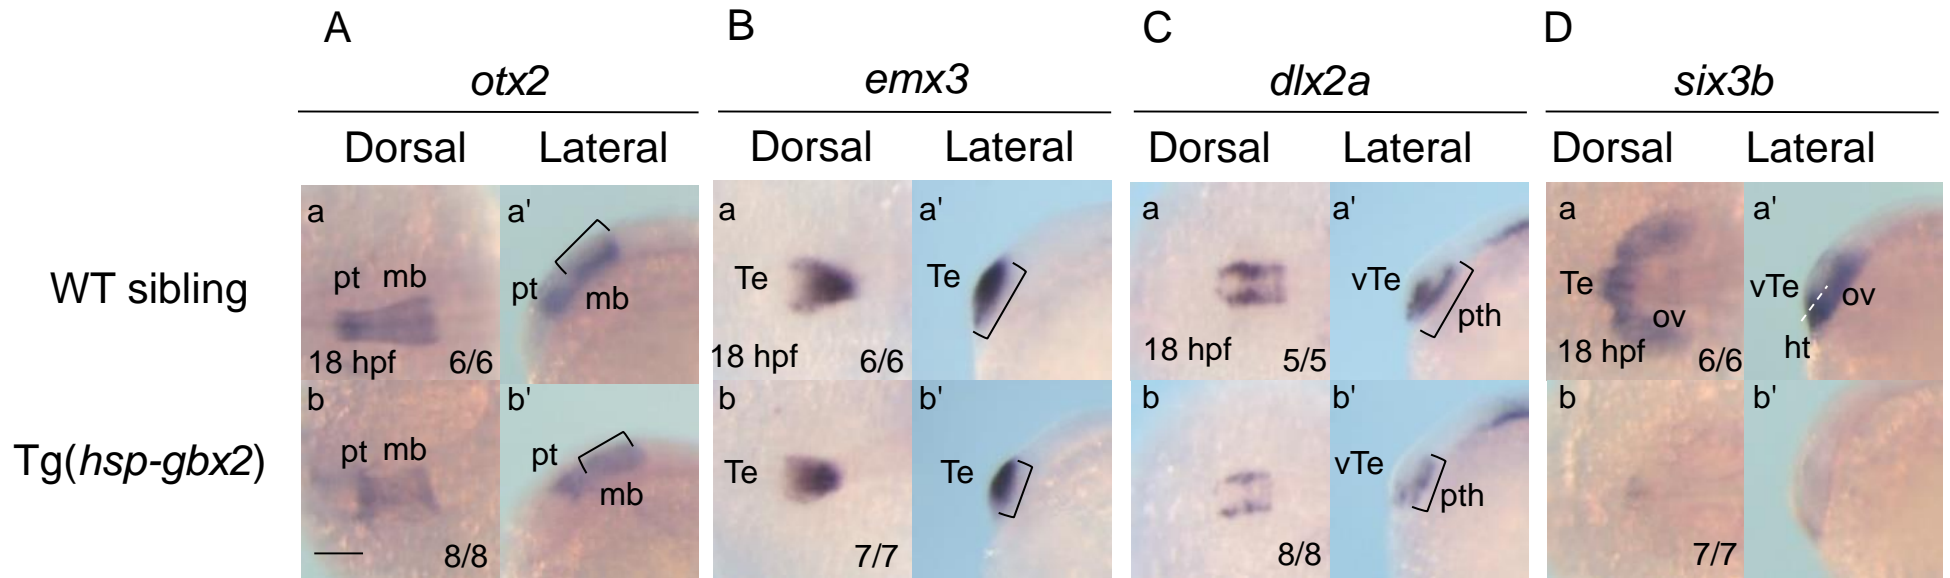 A B C D
otx2 emx3 dlx2a six3b
Dorsal Lateral Dorsal Lateral Dorsal Lateral Dorsal Lateral
WT sibling
a pt mb 18 hpf 6/6
a' pt mb
a Te 18 hpf 6/6
a' Te
a 18 hpf 5/5
a' vTe pth
a Te ov 18 hpf 6/6
a' vTe ov ht
Tg(hsp-gbx2)
b pt mb 8/8
b' pt mb
b Te 7/7
b' Te
b 8/8
b' vTe pth
b 7/7
b'